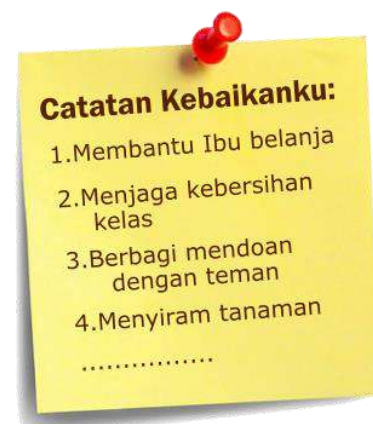 Catatan Kebaikanku:
1.Membantu Ibu belanja
2.Menjaga kebersihan
kelas
3.Berbagi mendoan
dengan teman
4.Menyiram tanaman
................